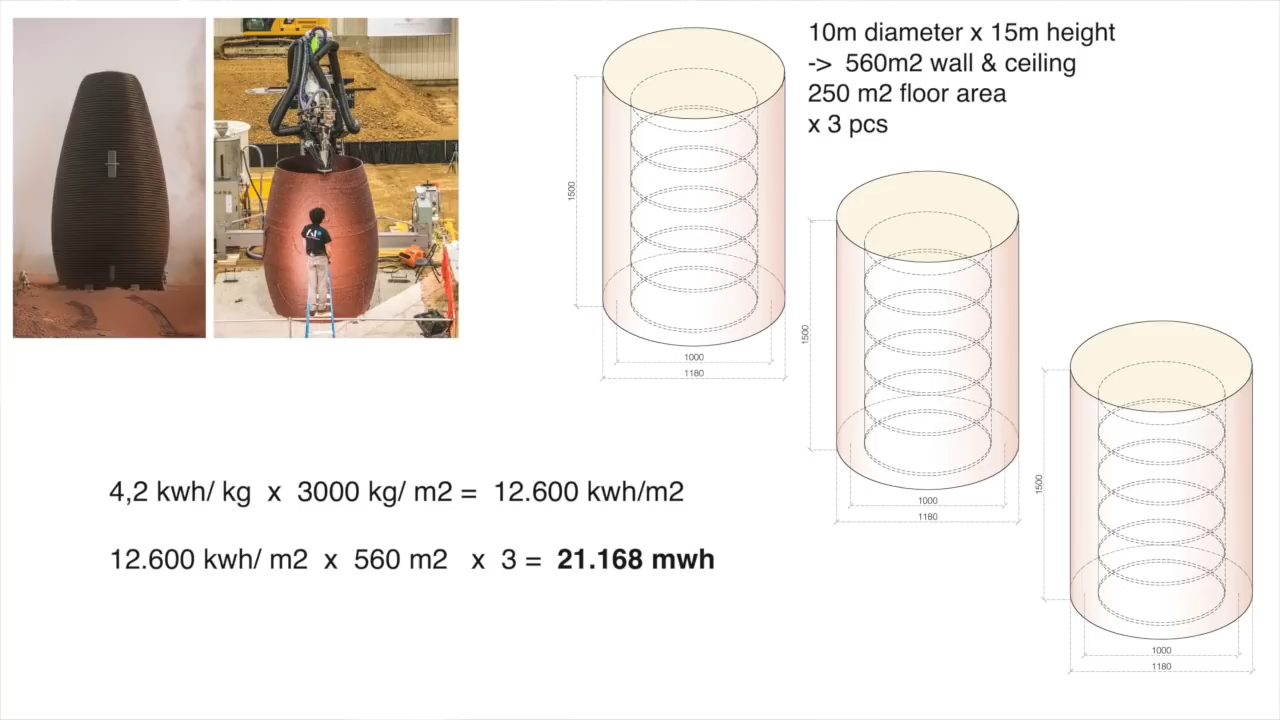 10m diameter x 15m height
-> 560m2 wall & ceiling
250 m2 floor area
x 3 pcs
1500
1000
1180
1500
1000
1180
1500
1000
1180
4,2 kwh/ kg x 3000 kg/ m2 = 12.600 kwh/m2
12.600 kwh/ m2 x 560 m2 x 3 = 21.168 mwh